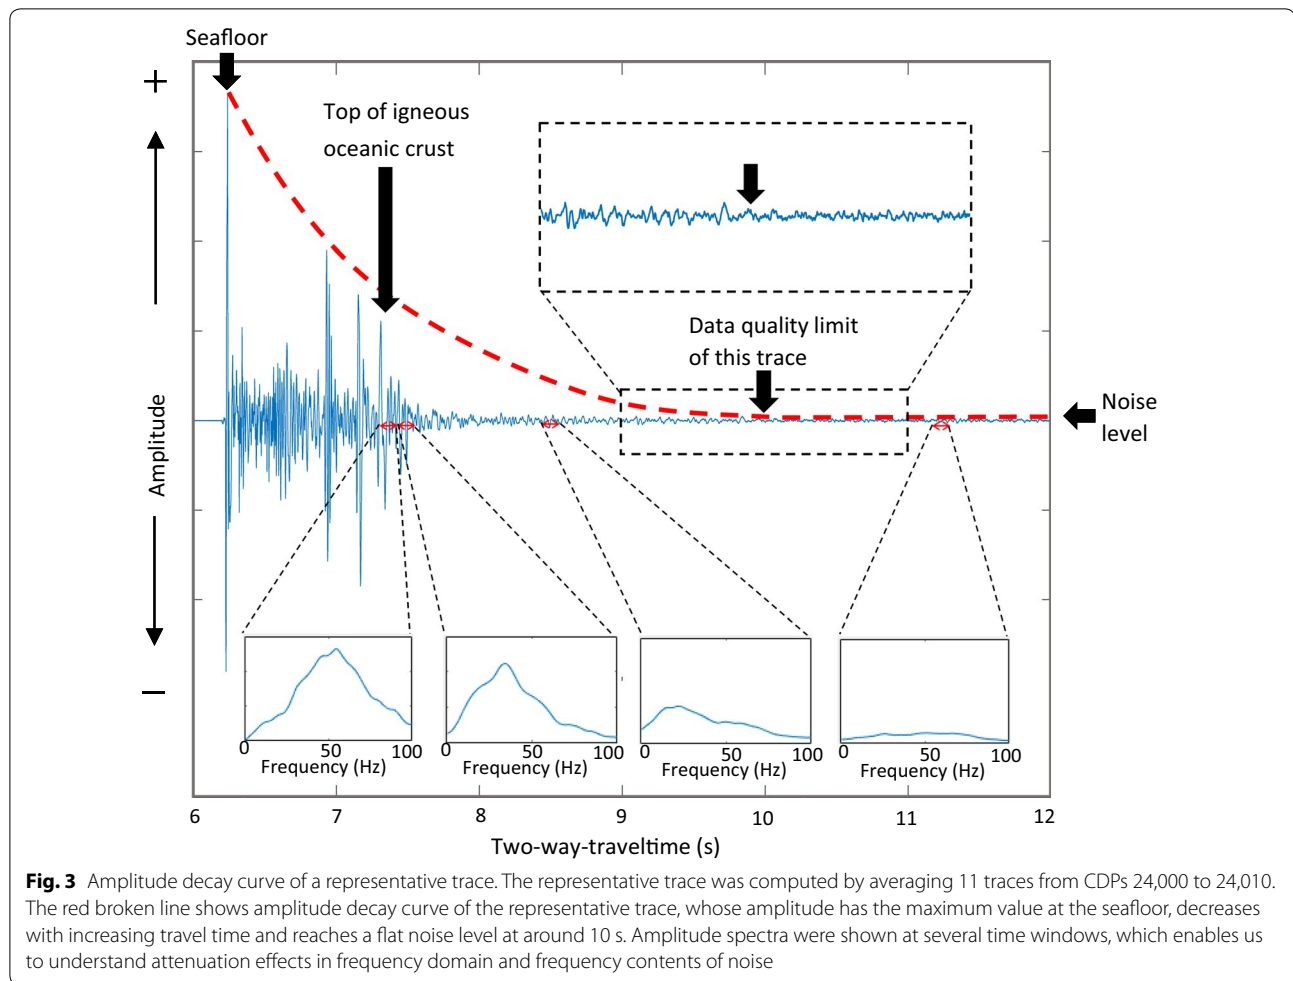 Seafloor
+
Top of igneous
oceanic crust
Data quality limit
of this trace
Noise
level
Amplitude
−
0 50 100
Frequency (Hz)
0 50 100
Frequency (Hz)
0 50 100
Frequency (Hz)
0 50 100
Frequency (Hz)
6 7 8 9 10 11 12
Two-way-traveltime (s)
Fig. 3 Amplitude decay curve of a representative trace. The representative trace was computed by averaging 11 traces from CDPs 24,000 to 24,010.
The red broken line shows amplitude decay curve of the representative trace, whose amplitude has the maximum value at the seafloor, decreases
with increasing travel time and reaches a flat noise level at around 10 s. Amplitude spectra were shown at several time windows, which enables us
to understand attenuation effects in frequency domain and frequency contents of noise